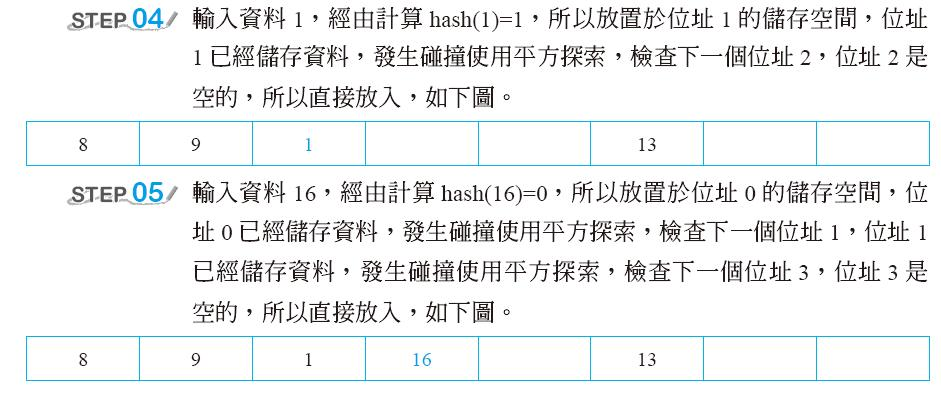 STEP 04 輸入資料 1，經由計算 hash(1)=1，所以放置於位址 1 的儲存空間，位址
1 已經儲存資料，發生碰撞使用平方探索，檢查下一個位址 2，位址 2 是
空的，所以直接放入，如下圖。
8 9 1 13
STEP 05 輸入資料 16，經由計算 hash(16)=0，所以放置於位址 0 的儲存空間，位
址 0 已經儲存資料，發生碰撞使用平方探索，檢查下一個位址 1，位址 1
已經儲存資料，發生碰撞使用平方探索，檢查下一個位址 3，位址 3 是
空的，所以直接放入，如下圖。
8 9 1 16 13